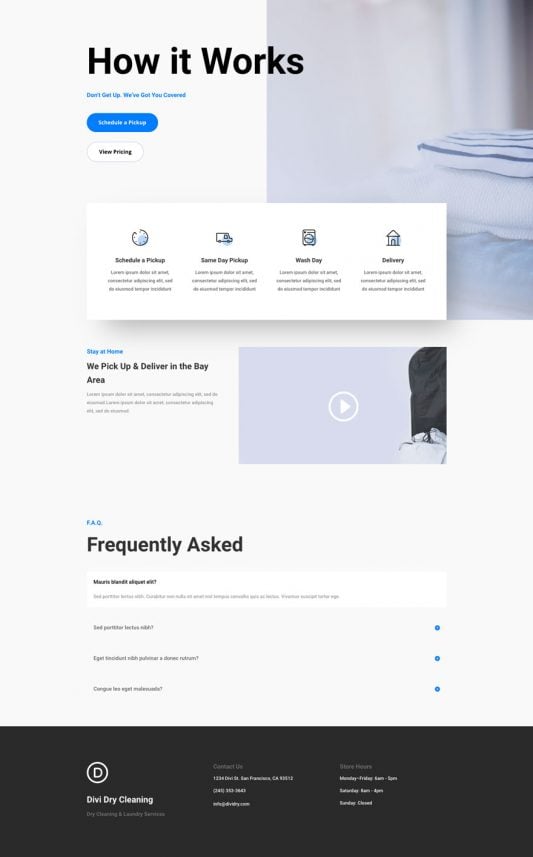 How it Works
Don't Get Up. We've Got You Covered
Schedule a Pickup
View Pricing
Schedule a Pickup
Lorem ipsum dolor sit amet,
consectetur adipiscing elit, sed
do eiusmod tempor incididunt
Same Day Pickup
Lorem ipsum dolor sit amet,
consectetur adipiscing elit, sed
do eiusmod tempor incididunt
Wash Day
Lorem ipsum dolor sit amet,
consectetur adipiscing elit, sed
do eiusmod tempor incididunt
Delivery
Lorem ipsum dolor sit amet,
consectetur adipiscing elit, sed
do eiusmod tempor incididunt
Stay at Home
We Pick Up & Deliver in the Bay
Area
Lorem ipsum dolor sit amet, consectetur adipiscing elit, sed do
eiusmod.Lorem ipsum dolor sit amet, consectetur adipiscing
elit, sed do eiusmod
F.A.Q.
Frequently Asked
Mauris blandit aliquet elit?
Sed porttitor lectus nibh. Curabitur non nulla sit amet nisl tempus convallis quis ac lectus. Vivamus suscipit tortor eget.
Sed porttitor lectus nibh?
Eget tincidunt nibh pulvinar a donec rutrum?
Congue leo eget malesuada?
D
Divi Dry Cleaning
Dry Cleaning & Laundry Services
Contact Us
1234 Divi St. San Francisco, CA 93512
(245) 353-3643
info@dividry.com
Store Hours
Monday–Friday: 6am - 5pm
Saturday: 6am - 4pm
Sunday: Closed